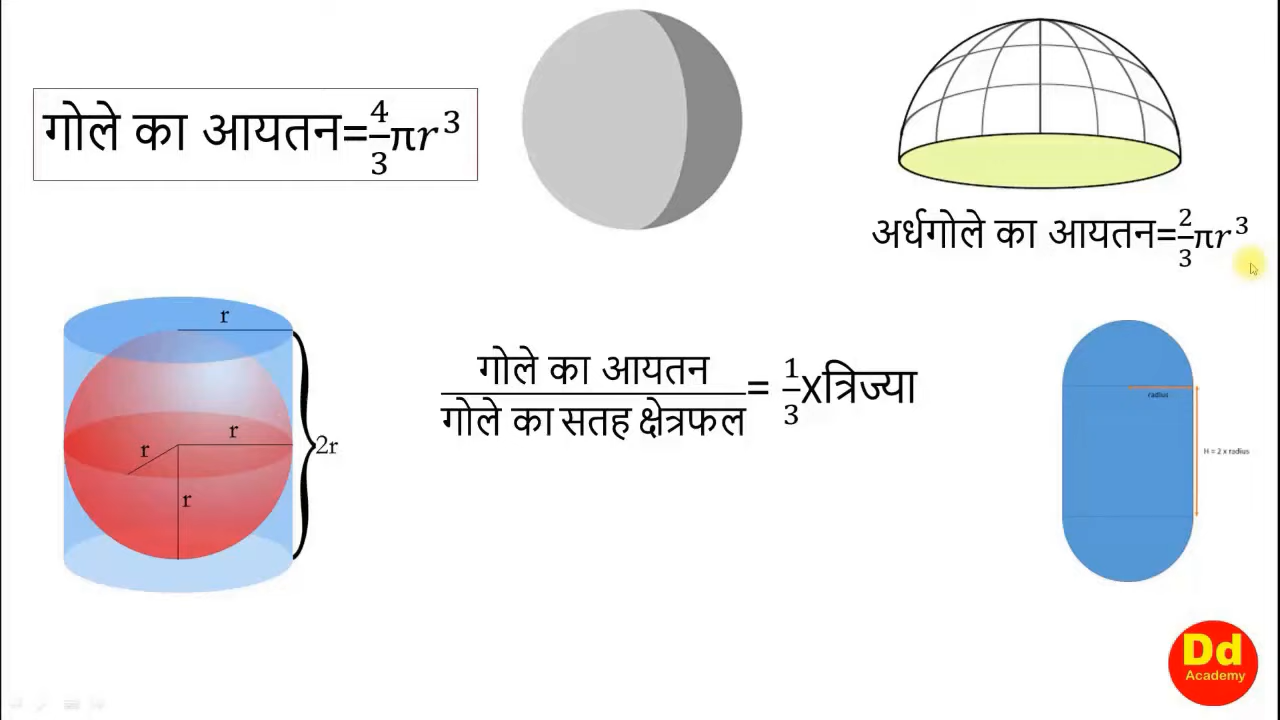 गोले का आयतन=4/3πr³
अर्धगोले का आयतन=2/3πr³
r
r
r
r
2r
गोले का आयतन/गोले का सतह क्षेत्रफल= 1/3xत्रिज्या
radius
H = 2 x radius
Dd
Academy